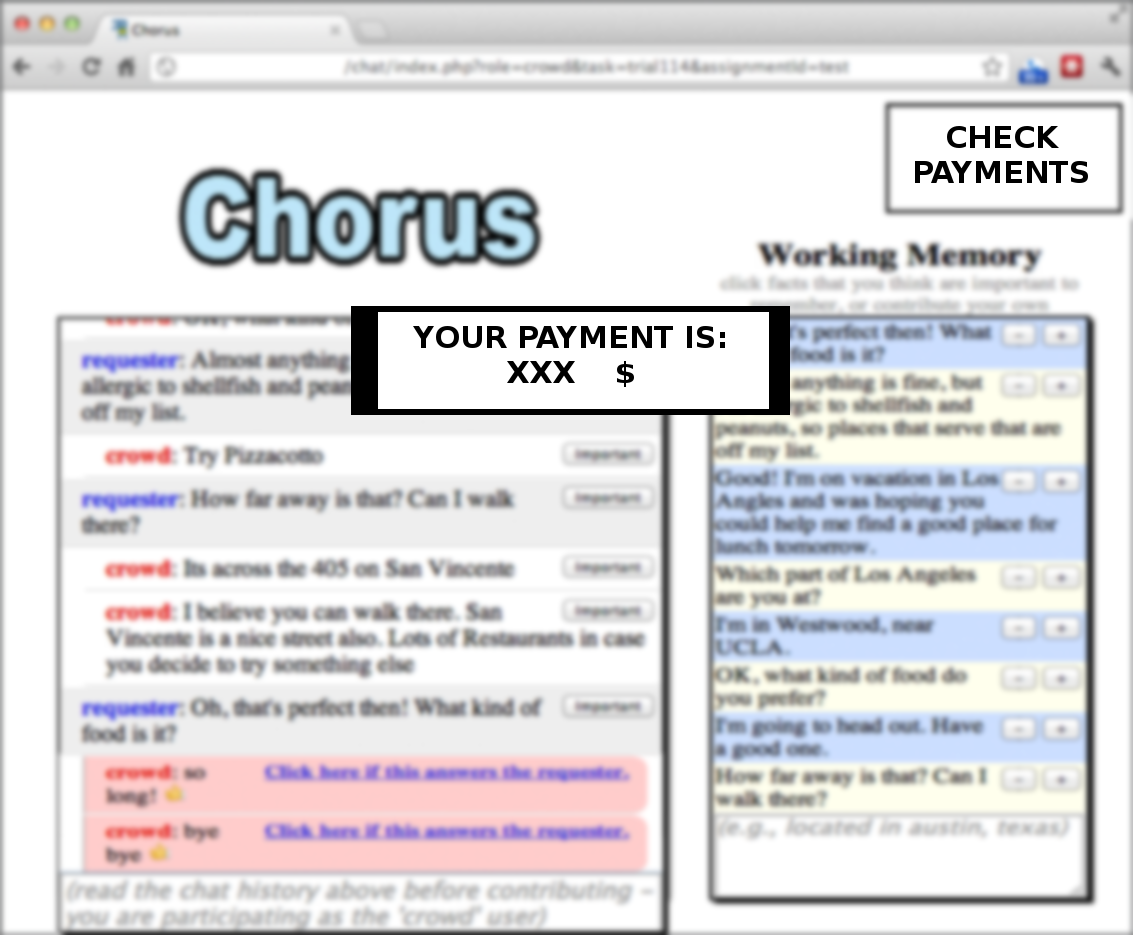 Chorus
/chat/index.php?role=crowd&task=trial114&assignmentId=test
CHECK
PAYMENTS
Chorus
Working Memory
click facts that you think are important to
remember, or contribute your own
YOUR PAYMENT IS:
XXX $
requester: Almost anything
allergic to shellfish and
off my list.
crowd: Try Pizzacotto
important
requester: How far away is that? Can I walk
there?
important
crowd: Its across the 405 on San Vincente
important
crowd: I believe you can walk there. San
Vincente is a nice street also. Lots of Restaurants in case
you decide to try something else
important
requester: Oh, that's perfect then! What kind of
food is it?
important
crowd: so
long!
Click here if this answers the requester.
crowd: bye
bye
Click here if this answers the requester.
(read the chat history above before contributing –
you are participating as the 'crowd' user)
perfect then! What
food is it?
anything is fine, but
to shellfish and
peanuts, so places that serve that are
off my list.
Good! I'm on vacation in Los
Angles and was hoping you
could help me find a good place for
lunch tomorrow.
Which part of Los Angeles
are you at?
I'm in Westwood, near
UCLA.
OK, what kind of food do
you prefer?
I'm going to head out. Have
a good one.
How far away is that? Can I
walk there?
(e.g., located in austin, texas)